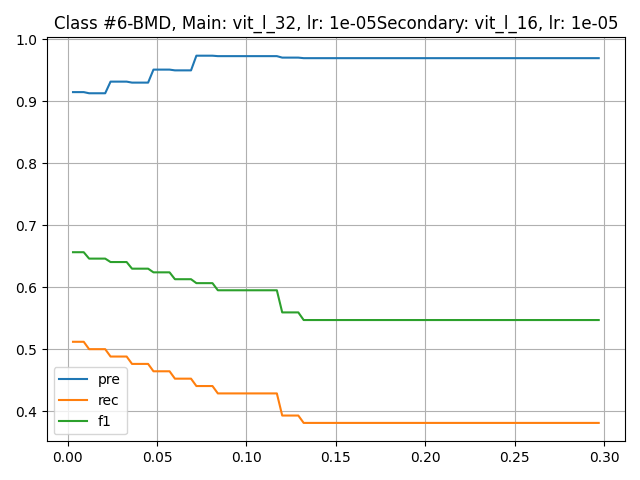 Class #6-BMD, Main: vit_l_32, lr: 1e-05Secondary: vit_l_16, lr: 1e-05
1.0
0.9
0.8
0.7
0.6
0.5
0.4
pre
rec
f1
0.00 0.05 0.10 0.15 0.20 0.25 0.30